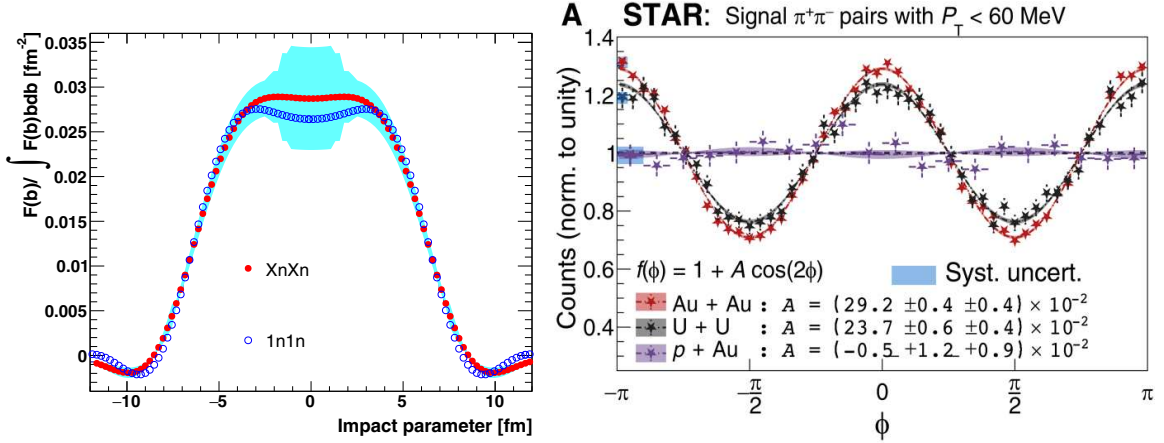 F(b)/ ∫ F(b)bdb [fm⁻²]
0.035
0.03
0.025
0.02
0.015
0.01
0.005
0
XnXn
1n1n
−10 −5 0 5 10
Impact parameter [fm]
A STAR: Signal π⁺π⁻ pairs with P_T < 60 MeV
Counts (norm. to unity)
1.4
1.2
1
0.8
0.6
0.4
f(ϕ) = 1 + A cos(2ϕ)
Syst. uncert.
Au + Au : A = (29.2 ±0.4 ±0.4) × 10⁻²
U + U : A = (23.7 ±0.6 ±0.4) × 10⁻²
p + Au : A = (-0.5 ±1.2 ±0.9) × 10⁻²
−π −π/2 0 π/2 π
ϕ